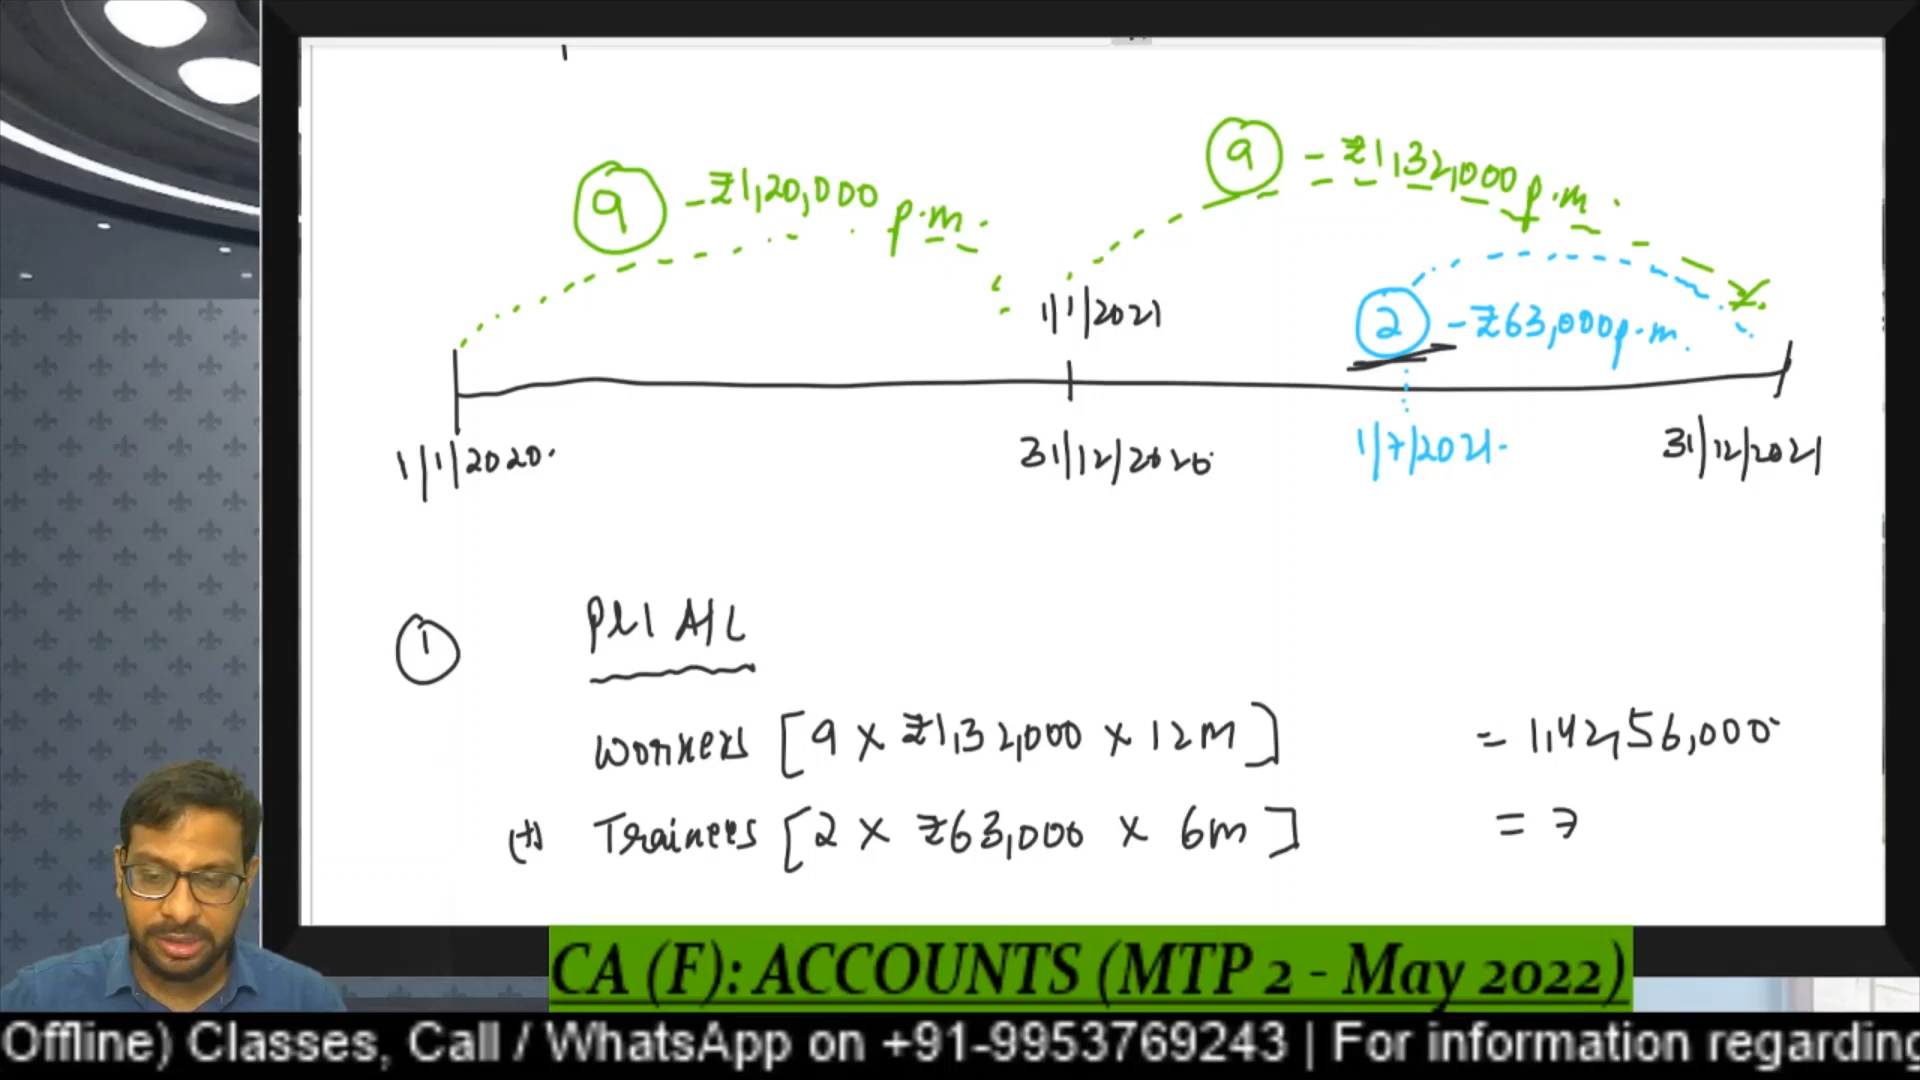 9 - ₹1,20,000 p.m.
9 - ₹1,32,000 p.m.
1/1/2021
2 - ₹63,000 p.m.
1/1/2020.
31/12/2020
1/7/2021.
31/12/2021
1
P&L A/C
Workers [9 x ₹1,32,000 x 12m] = 1,42,56,000
(+) Trainees [2 x ₹63,000 x 6m] = 7
CA (F): ACCOUNTS (MTP 2 - May 2022)
Offline) Classes, Call / WhatsApp on +91-9953769243 | For information regarding